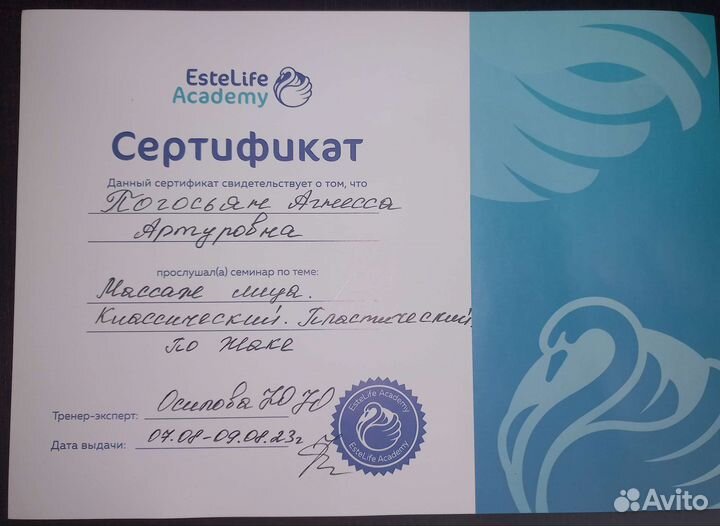 EsteLife
Academy
Сертификат
Данный сертификат свидетельствует о том, что
Погосьян Агнесса
Артуровна
прослушал(а) семинар по теме:
Массаж лица.
Классический. Пластический.
по Жаке
Тренер-эксперт: Осипова Ю Ю
Дата выдачи: 07.08-09.08.23г
EsteLife Academy
EsteLife Academy
Avito